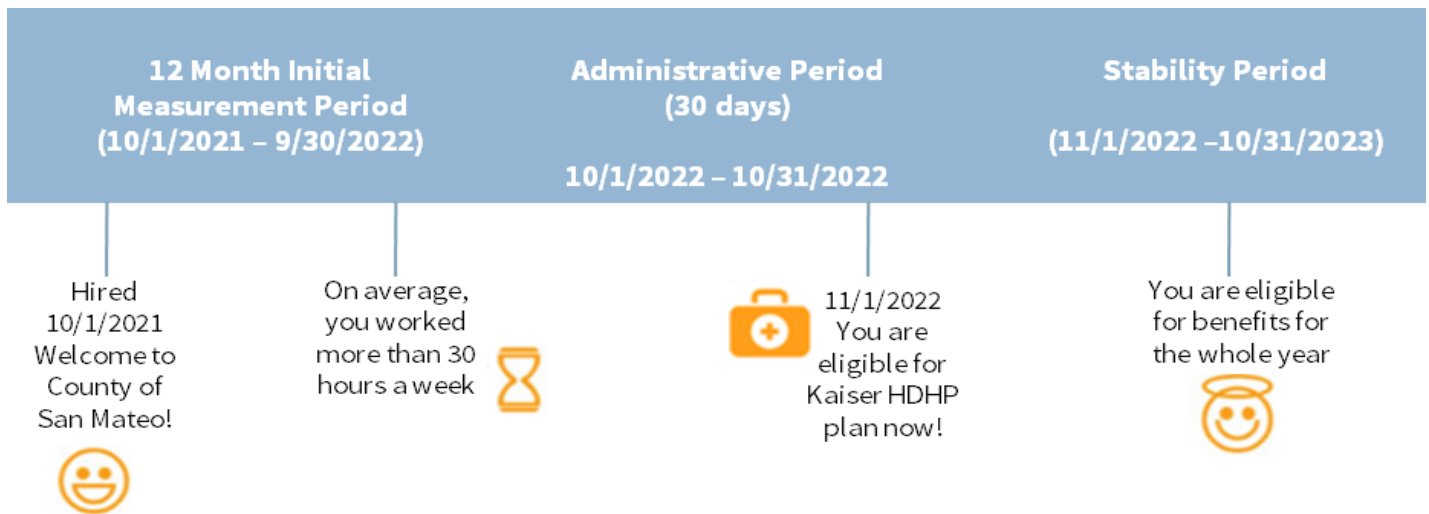 12 Month Initial
Measurement Period
(10/1/2021 – 9/30/2022)
Administrative Period
(30 days)
10/1/2022 – 10/31/2022
Stability Period
(11/1/2022 –10/31/2023)
Hired
10/1/2021
Welcome to
County of
San Mateo!
On average,
you worked
more than 30
hours a week
11/1/2022
You are
eligible for
Kaiser HDHP
plan now!
You are eligible
for benefits for
the whole year